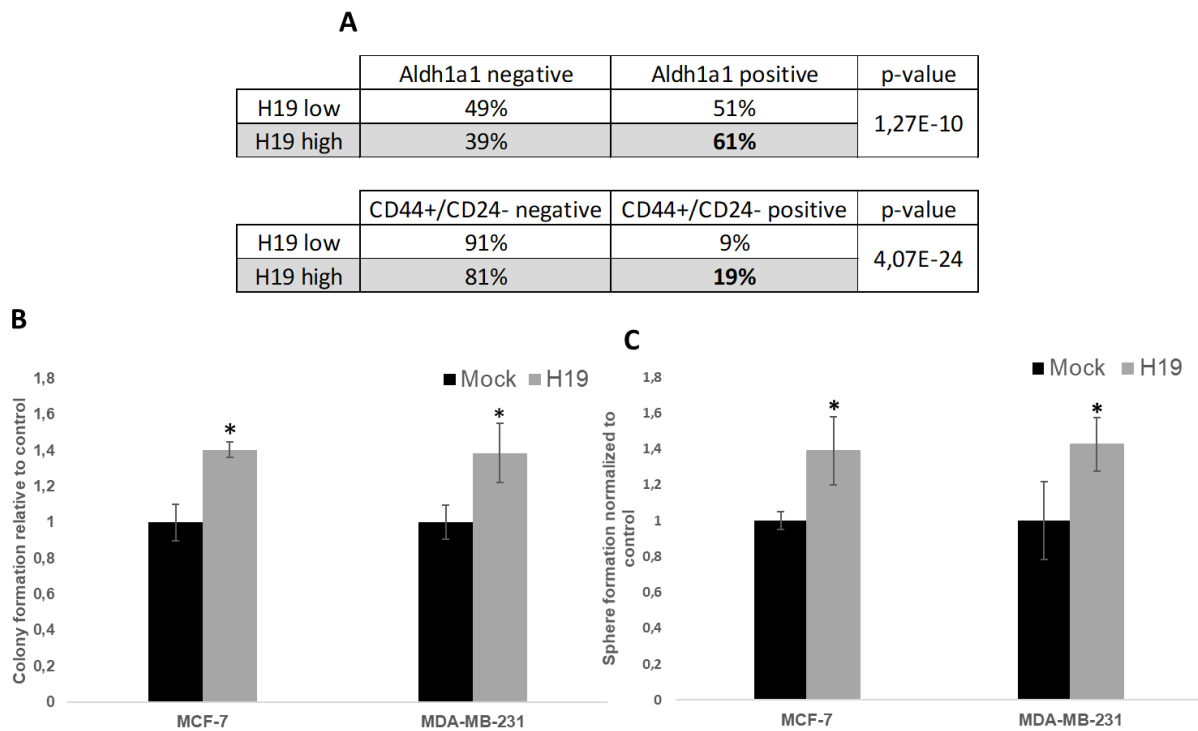 A
Aldh1a1 negative Aldh1a1 positive p-value
H19 low 49% 51% 1,27E-10
H19 high 39% 61%
CD44+/CD24- negative CD44+/CD24- positive p-value
H19 low 91% 9% 4,07E-24
H19 high 81% 19%
B
Colony formation relative to control
1,8
1,6
1,4
1,2
1
0,8
0,6
0,4
0,2
0
Mock H19
* *
MCF-7 MDA-MB-231
C
Sphere formation normalized to
control
1,8
1,6
1,4
1,2
1
0,8
0,6
0,4
0,2
0
Mock H19
* *
MCF-7 MDA-MB-231